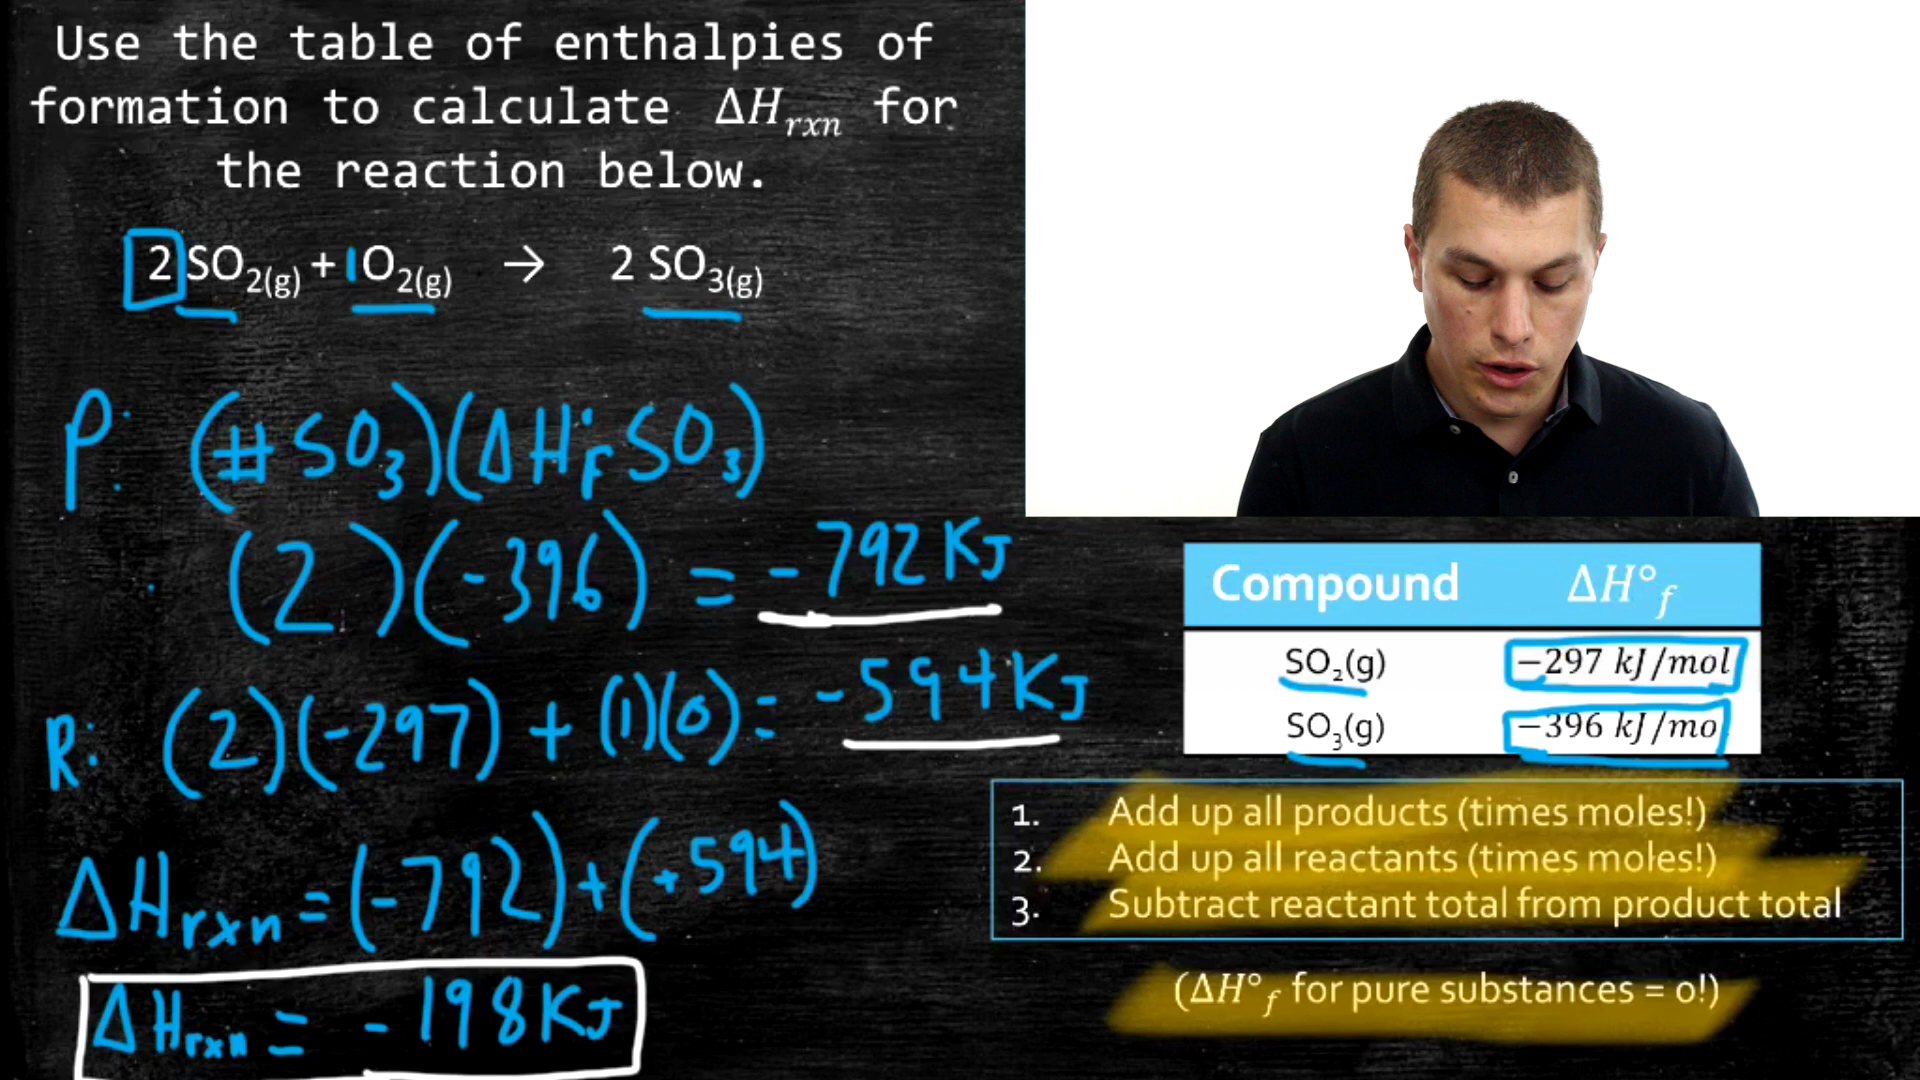 Use the table of enthalpies of
formation to calculate ΔH_rxn for
the reaction below.
2 SO₂(g) + 1O₂(g) → 2 SO₃(g)
P: (# SO₃)(ΔH°F SO₃)
(2)(-396) = -792 KJ
R: (2)(-297) + (1)(0) = -594 KJ
ΔHrxn = (-792) + (+594)
ΔHrxn = -198 KJ
Compound ΔH°f
SO₂(g) −297 kJ/mol
SO₃(g) −396 kJ/mo
1. Add up all products (times moles!)
2. Add up all reactants (times moles!)
3. Subtract reactant total from product total
(ΔH°f for pure substances = 0!)